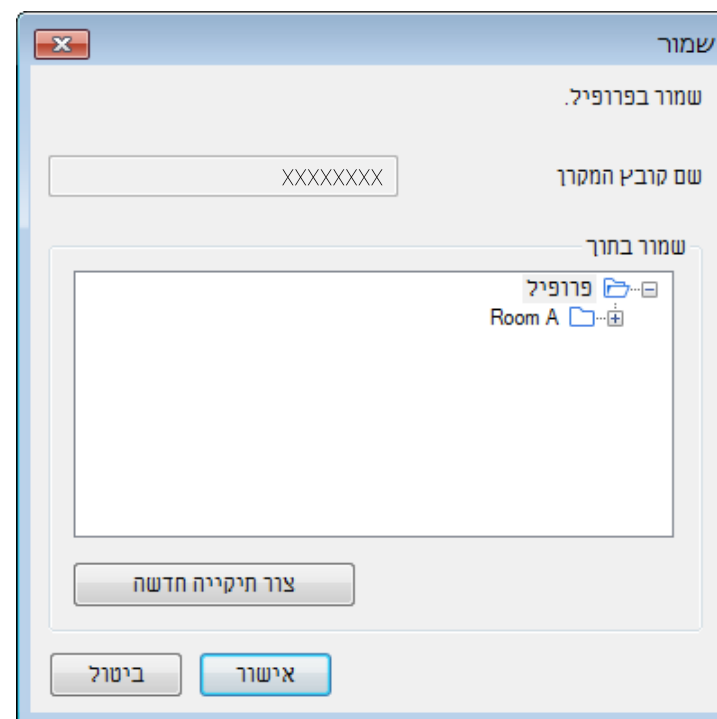 שמור
שמור בפרופיל.
שם קובץ המקרן
XXXXXXXX
שמור בתוך
פרופיל
Room A
צור תיקייה חדשה
אישור
ביטול